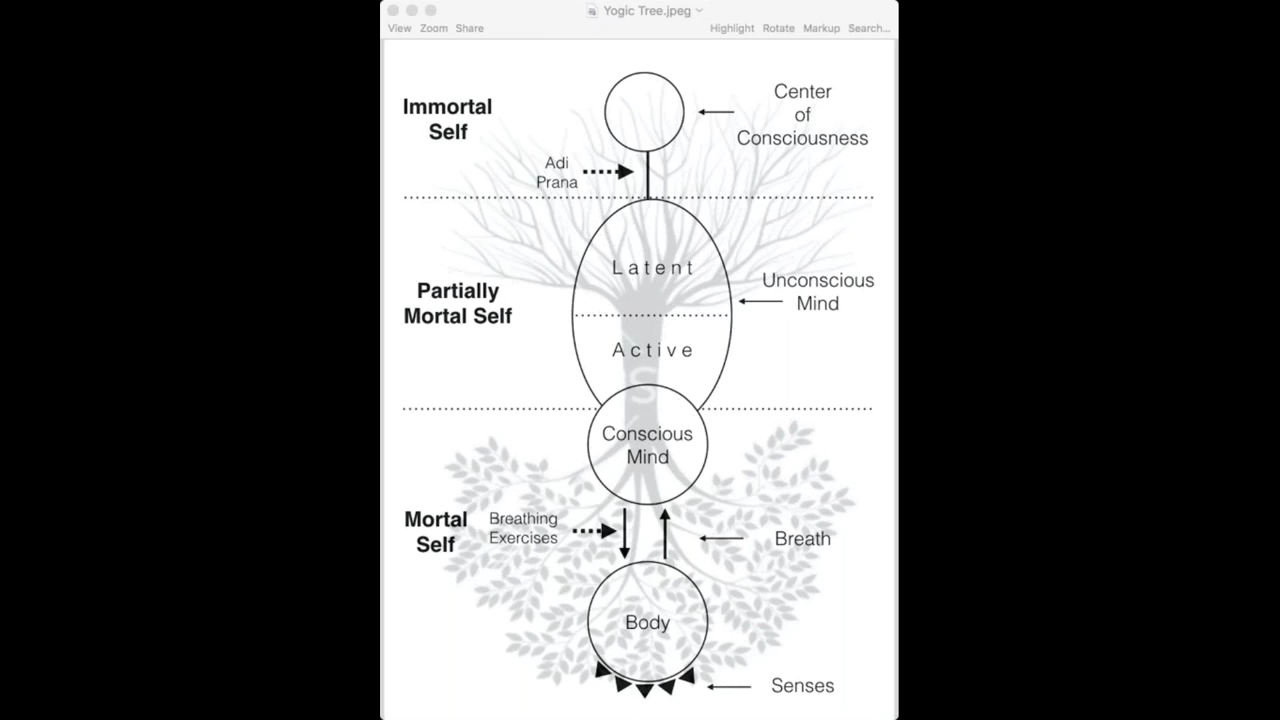 Yogic Tree.jpeg
View Zoom Share Highlight Rotate Markup Search...
Immortal
Self
Center
of
Consciousness
Adi
Prana
Latent
Partially
Mortal Self
Unconscious
Mind
Active
S
Conscious
Mind
Mortal
Self
Breathing
Exercises
Breath
Body
Senses